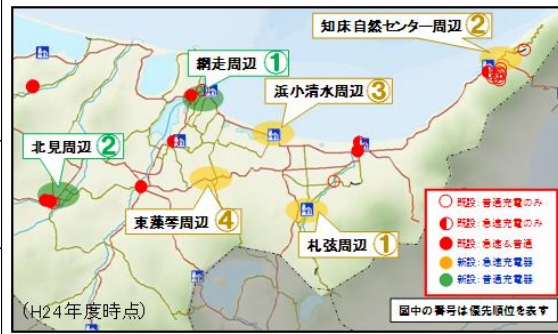 知床自然センター周辺②
網走周辺①
浜小清水周辺③
北見周辺②
東藻琴周辺④
札弦周辺①
既設:普通充電のみ
既設:急速充電のみ
既設:急速&普通
新設:急速充電器
新設:普通充電器
(H24年度時点)
図中の番号は優先順位を表す